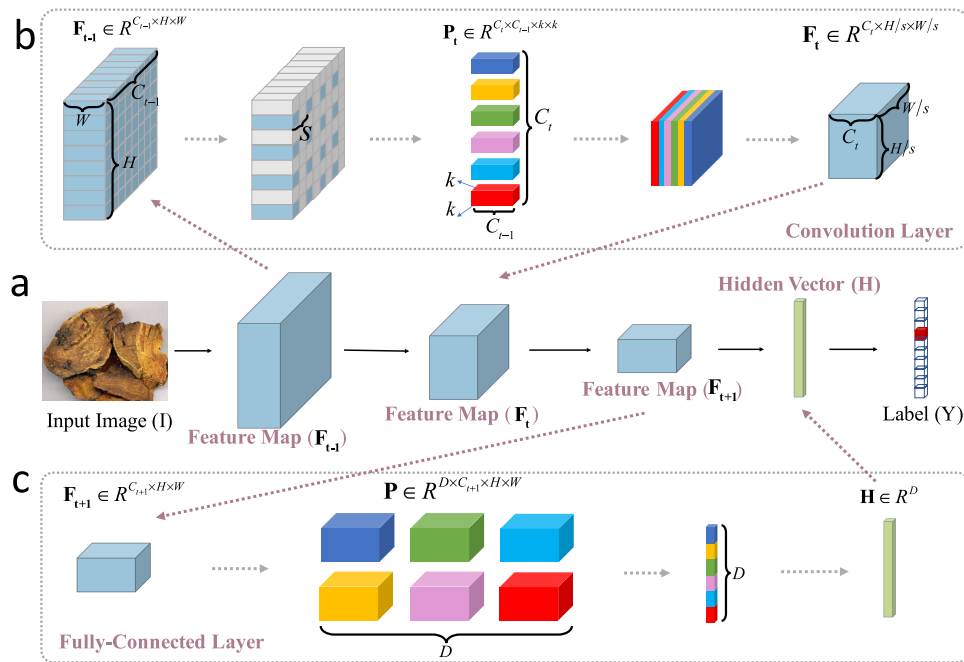 b
F_{t-1} ∈ R^{C_{t-1}×H×W}
P_t ∈ R^{C_t×C_{t-1}×k×k}
F_t ∈ R^{C_t×H/s×W/s}
W
C_{t-1}
H
S
C_t
k
k
C_{t-1}
W/s
C_t
H/s
Convolution Layer
a
Hidden Vector (H)
Input Image (I)
Feature Map (F_{t-1})
Feature Map (F_t)
Feature Map (F_{t+1})
Label (Y)
c
F_{t+1} ∈ R^{C_{t+1}×H×W}
P ∈ R^{D×C_{t+1}×H×W}
H ∈ R^D
D
D
Fully-Connected Layer